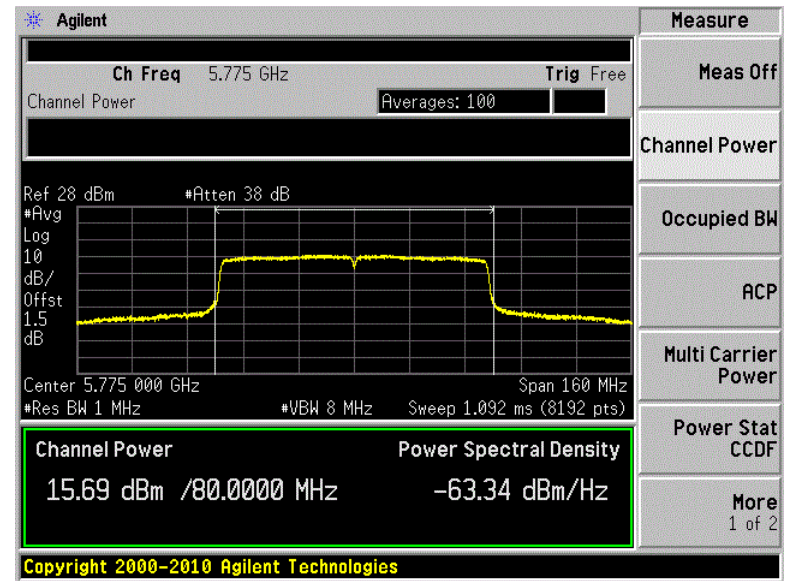 Agilent
Measure
Ch Freq 5.775 GHz Trig Free
Channel Power Averages: 100
Ref 28 dBm #Atten 38 dB
#Avg
Log
10
dB/
Offst
1.5
dB
Center 5.775 000 GHz Span 160 MHz
#Res BW 1 MHz #VBW 8 MHz Sweep 1.092 ms (8192 pts)
Channel Power Power Spectral Density
15.69 dBm /80.0000 MHz -63.34 dBm/Hz
Copyright 2000-2010 Agilent Technologies
Meas Off
Channel Power
Occupied BW
ACP
Multi Carrier
Power
Power Stat
CCDF
More
1 of 2